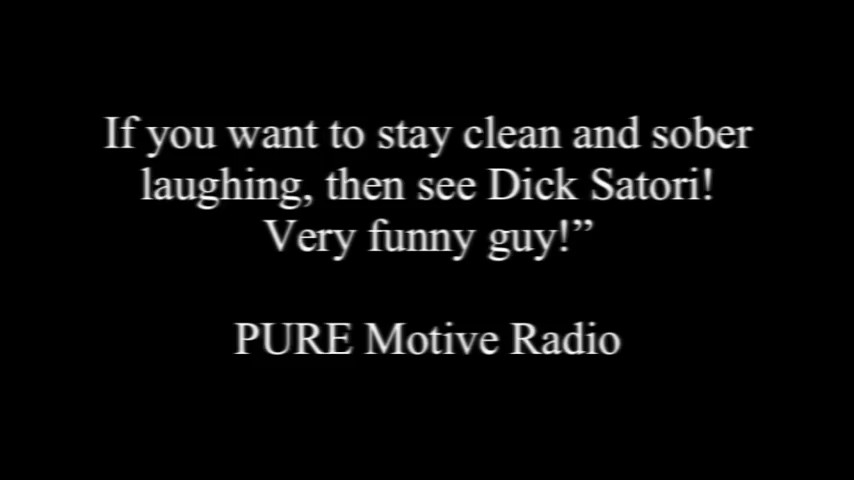 If you want to stay clean and sober
laughing, then see Dick Satori!
Very funny guy!”
PURE Motive Radio